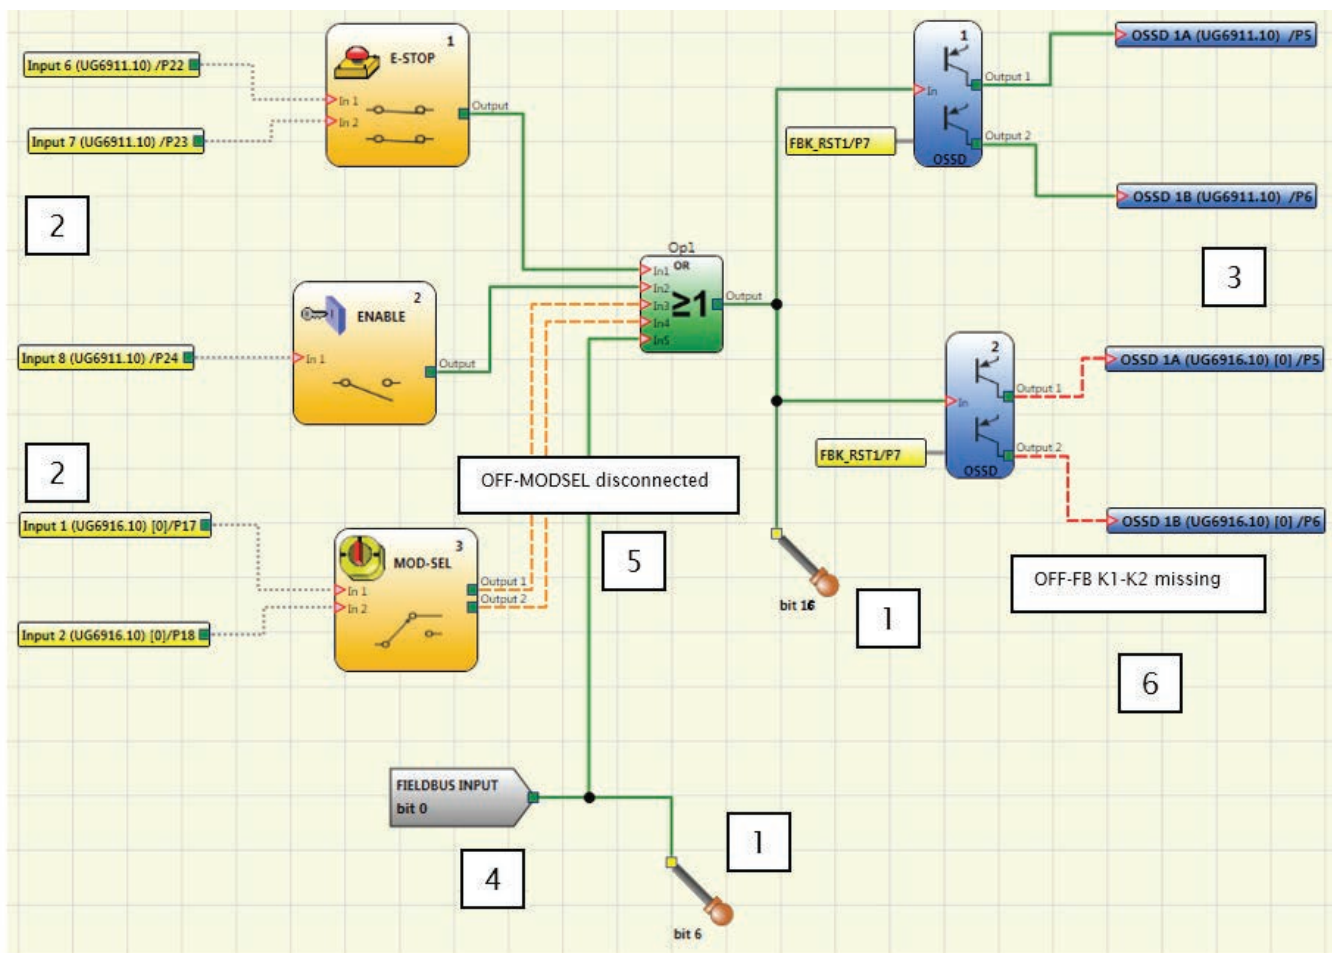 Input 6 (UG6911.10) /P22
Input 7 (UG6911.10) /P23
2
1
E-STOP
In 1
In 2
Output
Input 8 (UG6911.10) /P24
2
ENABLE
In 1
Output
2
Input 1 (UG6916.10) [0]/P17
Input 2 (UG6916.10) [0]/P18
3
MOD-SEL
In 1
In 2
Output 1
Output 2
OFF-MODSEL disconnected
5
Op1
OR
≥1
In1
In2
In3
In4
In5
Output
FIELDBUS INPUT
bit 0
4
1
bit 6
1
In
Output 1
Output 2
OSSD
FBK_RST1/P7
OSSD 1A (UG6911.10) /P5
OSSD 1B (UG6911.10) /P6
3
2
In
Output 1
Output 2
OSSD
FBK_RST1/P7
OSSD 1A (UG6916.10) [0] /P5
OSSD 1B (UG6916.10) [0] /P6
OFF-FB K1-K2 missing
6
bit
1